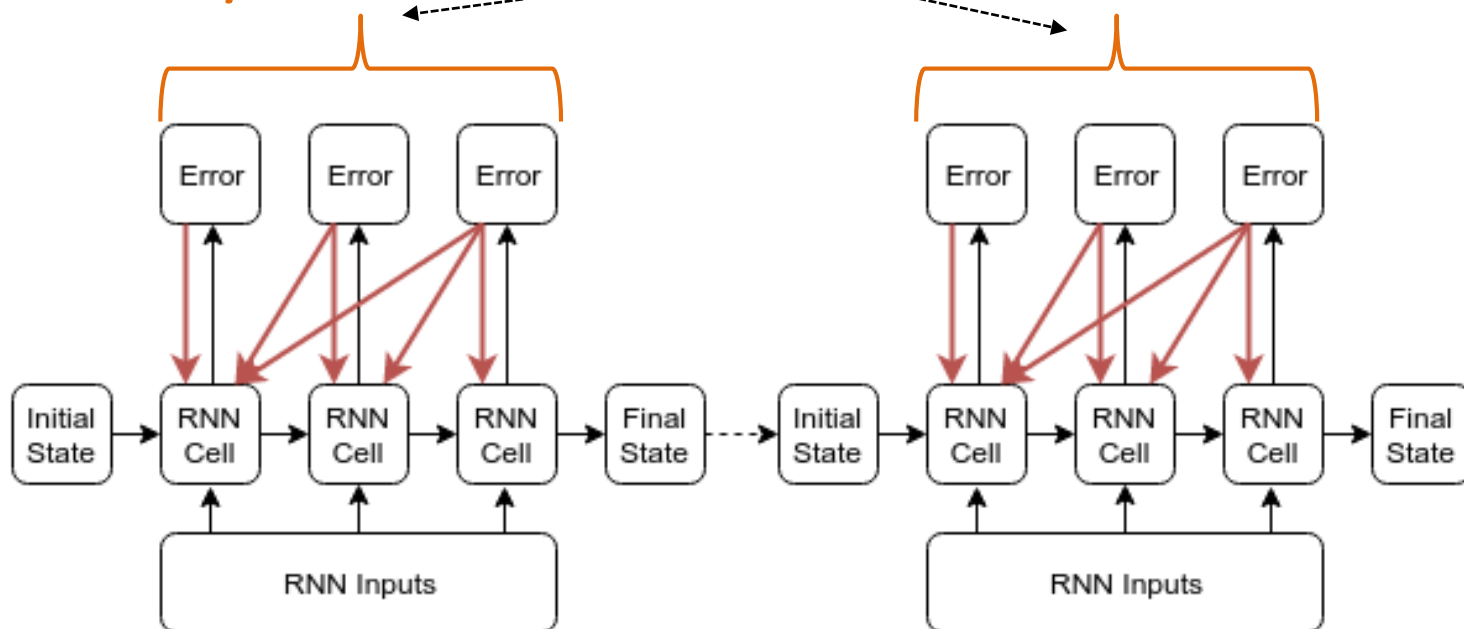 Error Error Error Error Error Error
Initial RNN RNN RNN Final Initial RNN RNN RNN Final
State Cell Cell Cell State State Cell Cell Cell State
RNN Inputs RNN Inputs